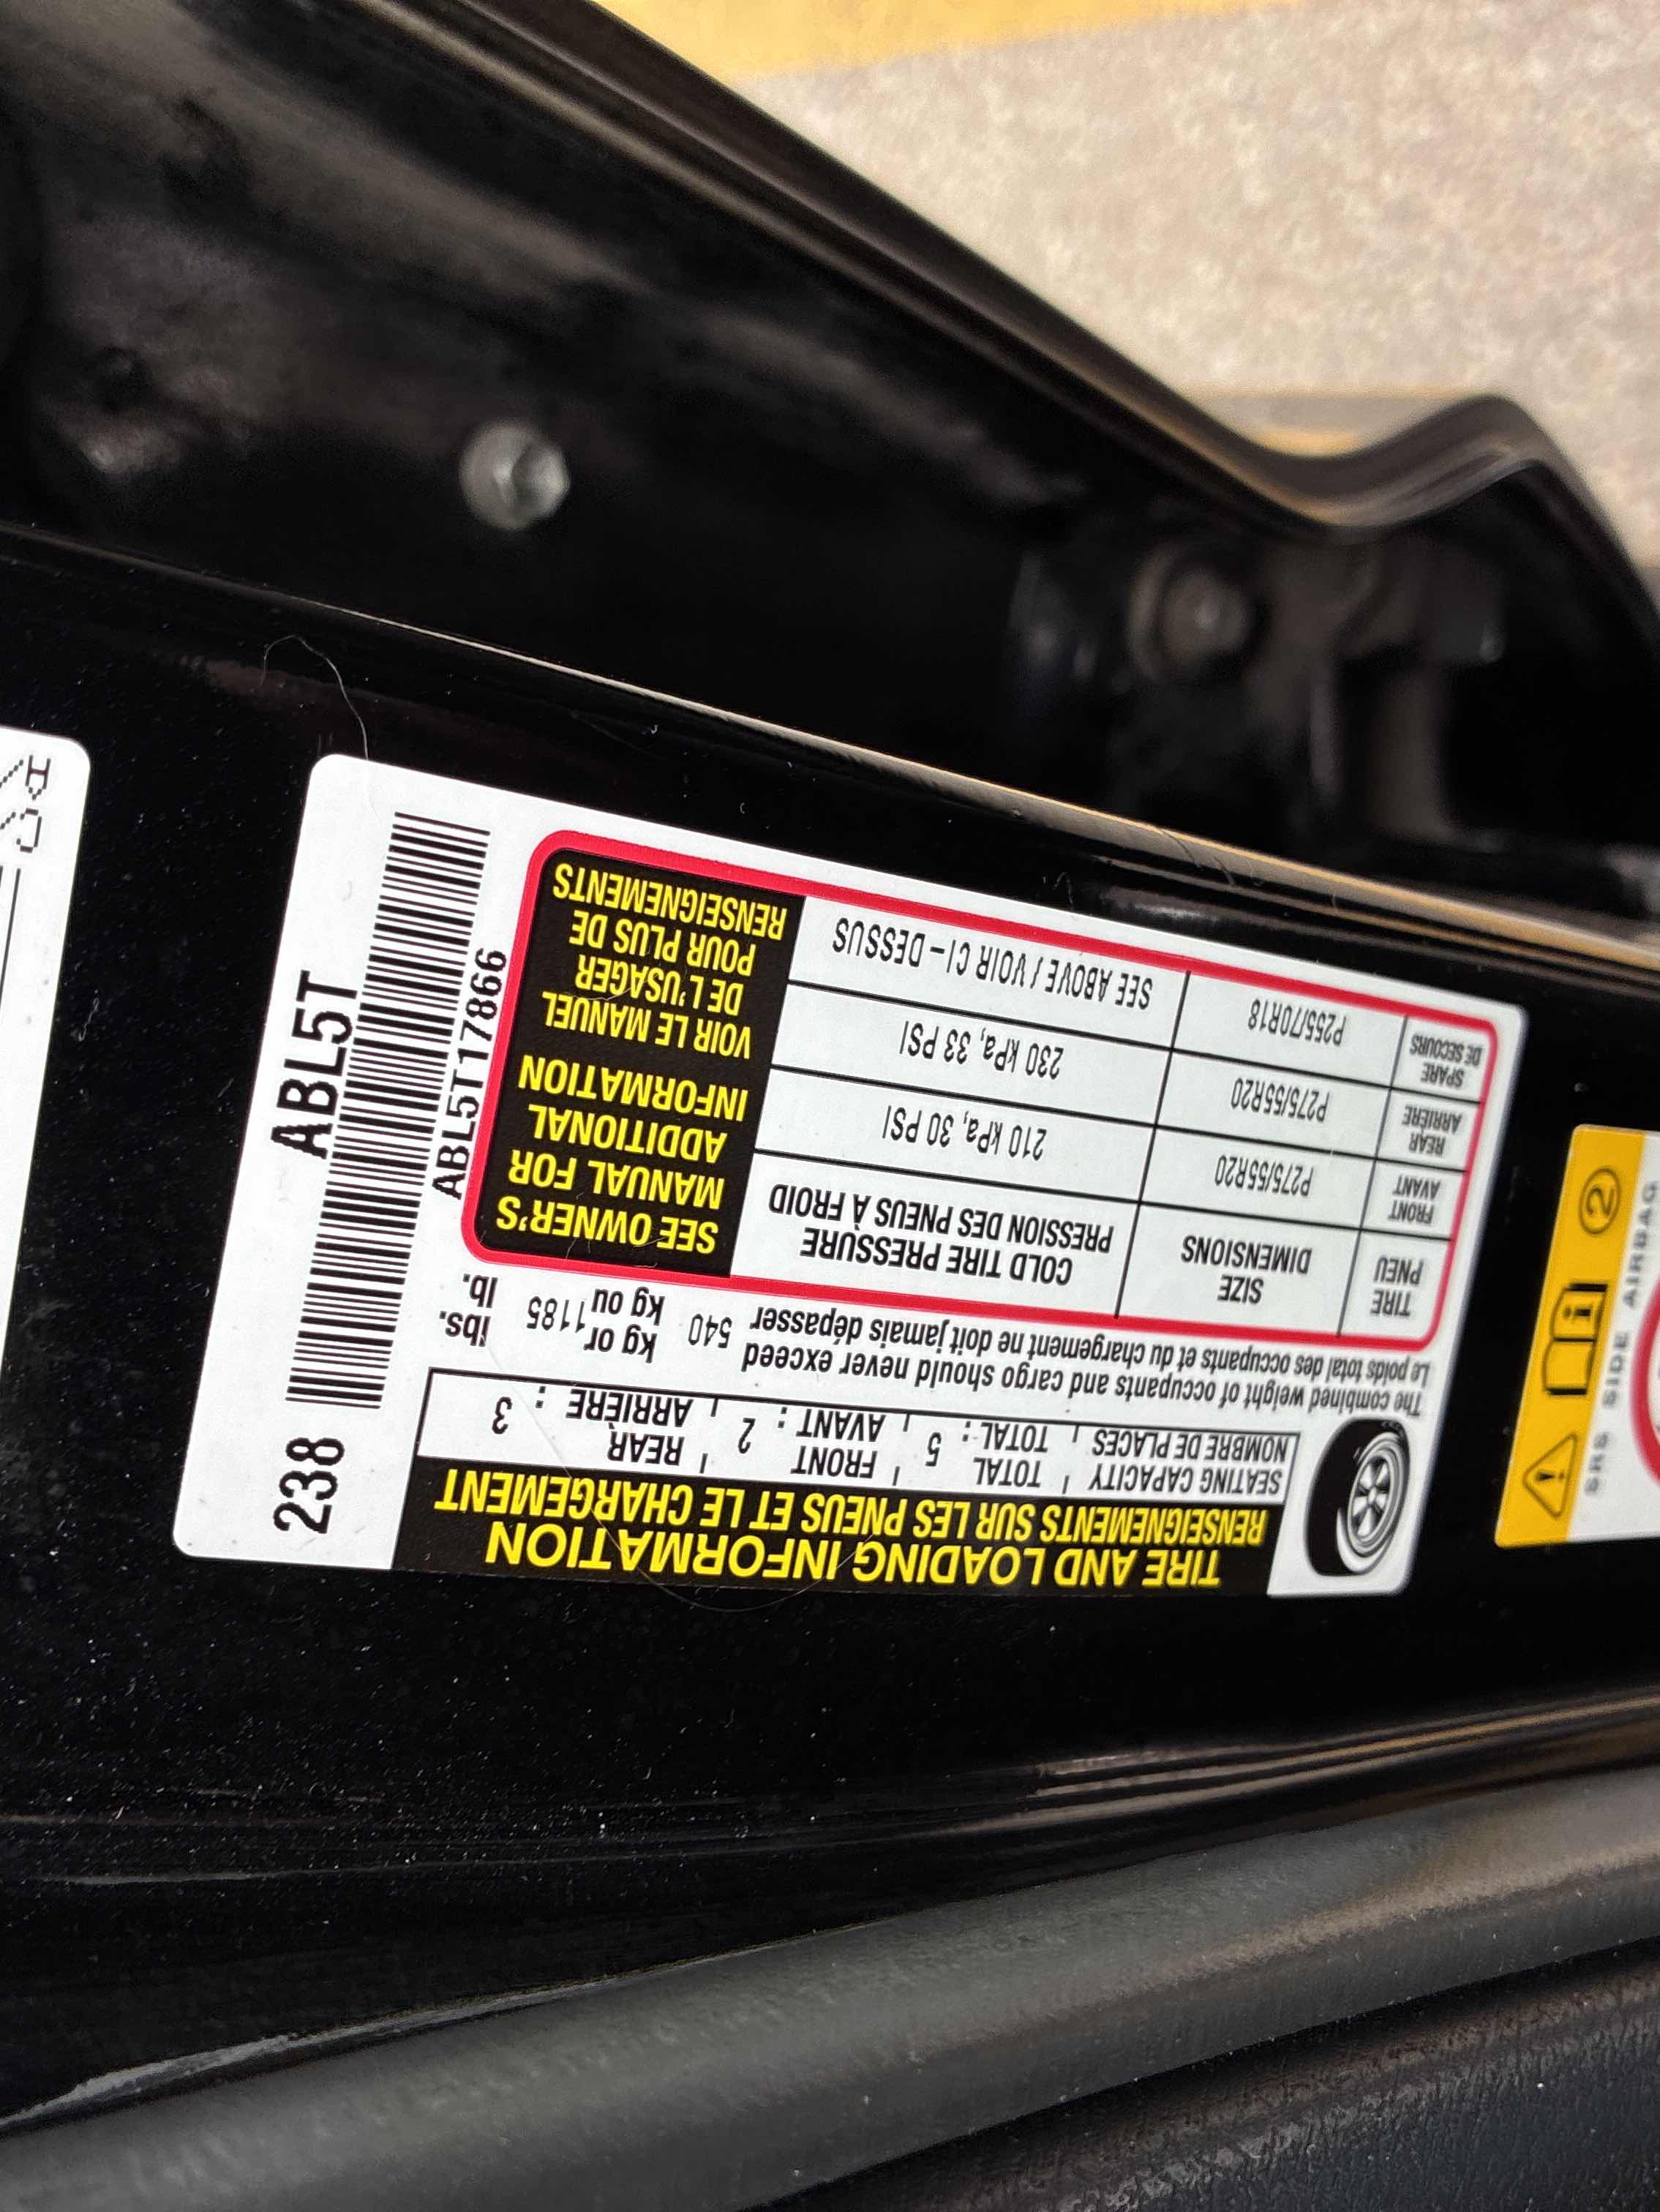 TIRE AND LOADING INFORMATION
RENSEIGNEMENTS SUR LES PNEUS ET LE CHARGEMENT
SEATING CAPACITY TOTAL FRONT REAR
NOMBRE DE PLACES TOTAL : 5 AVANT : 2 ARRIÈRE : 3
The combined weight of occupants and cargo should never exceed 540 kg or 1185 lbs.
Le poids total des occupants et du chargement ne doit jamais dépasser kg ou lb.
TIRE SIZE COLD TIRE PRESSURE
PNEU DIMENSIONS PRESSION DES PNEUS À FROID
FRONT
AVANT P275/55R20 210 kPa, 30 PSI
REAR
ARRIÈRE P275/55R20 230 kPa, 33 PSI
SPARE
DE SECOURS P255/70R18 SEE ABOVE / VOIR CI-DESSUS
SEE OWNER'S
MANUAL FOR
ADDITIONAL
INFORMATION
VOIR LE MANUEL
DE L'USAGER
POUR PLUS DE
RENSEIGNEMENTS
238 ABL5T
ABL5T17866
2
SRS SIDE AIRBAG